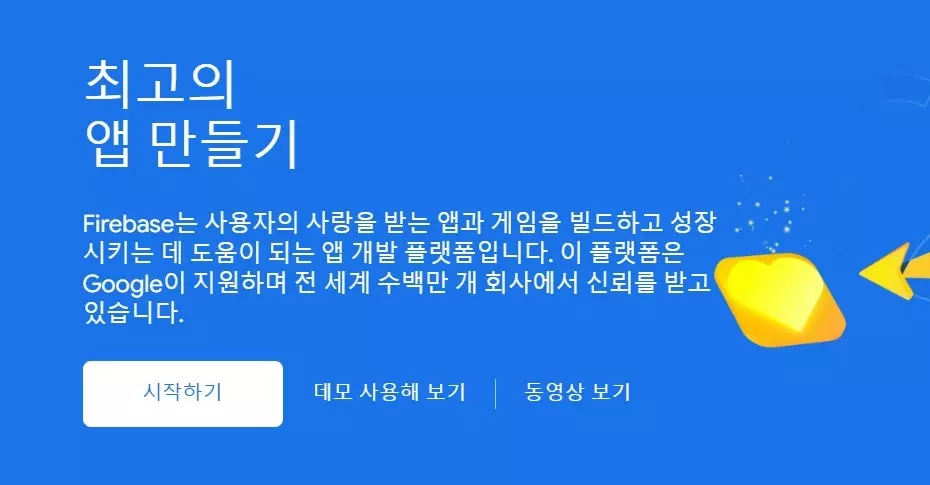 최고의
앱 만들기
Firebase는 사용자의 사랑을 받는 앱과 게임을 빌드하고 성장
시키는 데 도움이 되는 앱 개발 플랫폼입니다. 이 플랫폼은
Google이 지원하며 전 세계 수백만 개 회사에서 신뢰를 받고
있습니다.
시작하기 데모 사용해 보기 동영상 보기